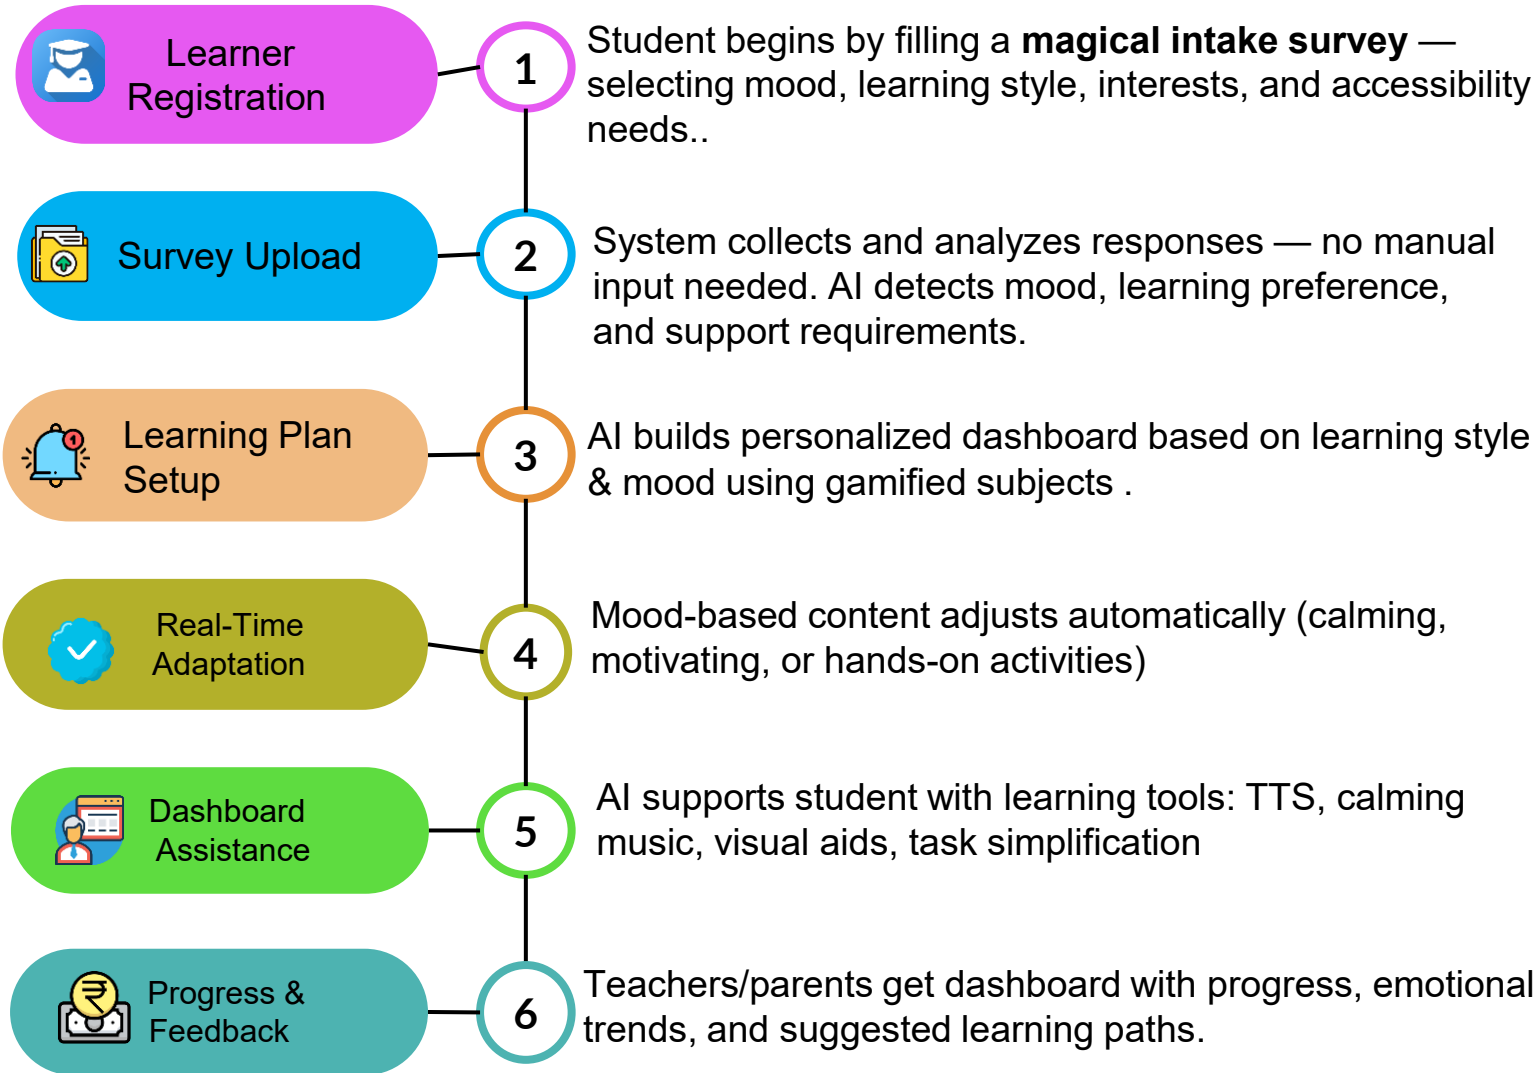 Learner
Registration
1
Student begins by filling a magical intake survey —
selecting mood, learning style, interests, and accessibility
needs..
Survey Upload
2
System collects and analyzes responses — no manual
input needed. AI detects mood, learning preference,
and support requirements.
1
Learning Plan
Setup
3
AI builds personalized dashboard based on learning style
& mood using gamified subjects .
Real-Time
Adaptation
4
Mood-based content adjusts automatically (calming,
motivating, or hands-on activities)
Dashboard
Assistance
5
AI supports student with learning tools: TTS, calming
music, visual aids, task simplification
₹
Progress &
Feedback
6
Teachers/parents get dashboard with progress, emotional
trends, and suggested learning paths.